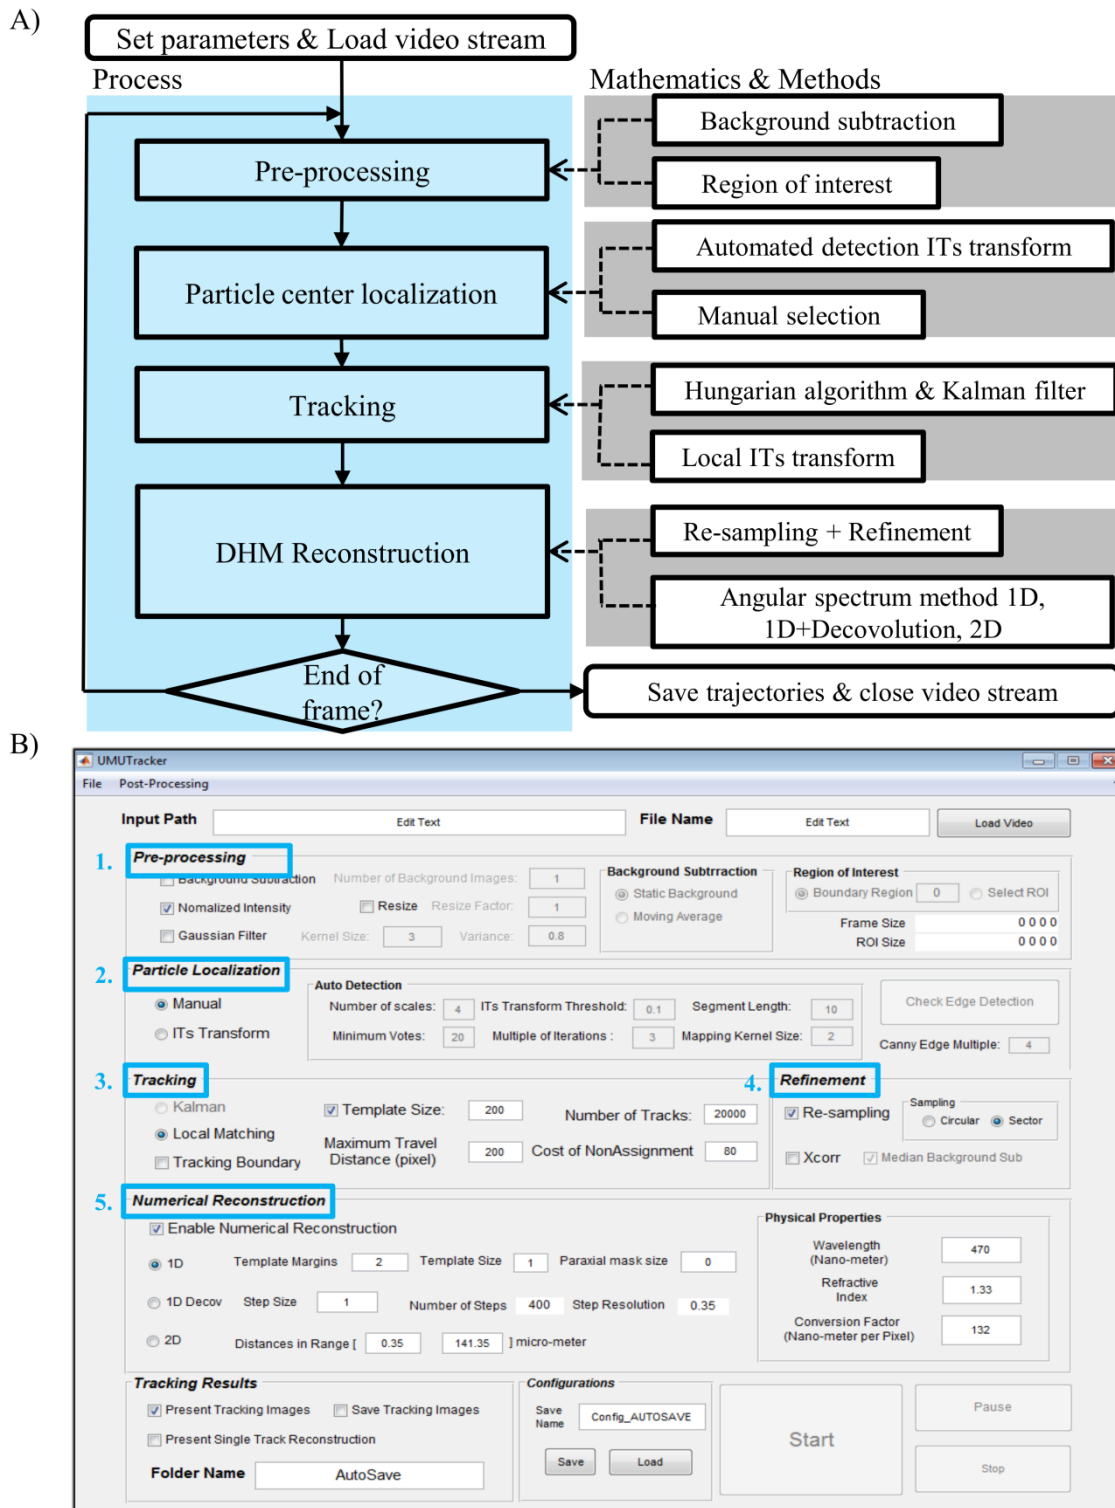 A)
Set parameters & Load video stream
Process
Mathematics & Methods
Background subtraction
Pre-processing
Region of interest
Automated detection ITs transform
Particle center localization
Manual selection
Hungarian algorithm & Kalman filter
Tracking
Local ITs transform
Re-sampling + Refinement
DHM Reconstruction
Angular spectrum method 1D,
1D+Decovolution, 2D
End of
frame?
Save trajectories & close video stream
B)
UMUTracker
File Post-Processing
Input Path Edit Text File Name Edit Text Load Video
1. Pre-processing
Background Subtraction Number of Background Images: 1
Nomalized Intensity Resize Resize Factor: 1
Gaussian Filter Kernel Size: 3 Variance: 0.8
Background Subtrraction
Static Background
Moving Average
Region of Interest
Boundary Region 0 Select ROI
Frame Size 0 0 0 0
ROI Size 0 0 0 0
2. Particle Localization
Manual
ITs Transform
Auto Detection
Number of scales: 4 ITs Transform Threshold: 0.1 Segment Length: 10
Minimum Votes: 20 Multiple of Iterations : 3 Mapping Kernel Size: 2
Check Edge Detection
Canny Edge Multiple: 4
3. Tracking
Kalman Template Size: 200 Number of Tracks: 20000
Local Matching
Tracking Boundary
Maximum Travel
Distance (pixel) 200 Cost of NonAssignment 80
4. Refinement
Re-sampling
Sampling
Circular Sector
Xcorr Median Background Sub
5. Numerical Reconstruction
Enable Numerical Reconstruction
1D Template Margins 2 Template Size 1 Paraxial mask size 0
1D Decov Step Size 1 Number of Steps 400 Step Resolution 0.35
2D Distances in Range [ 0.35 141.35 ] micro-meter
Physical Properties
Wavelength
(Nano-meter) 470
Refractive
Index 1.33
Conversion Factor
(Nano-meter per Pixel) 132
Tracking Results
Present Tracking Images Save Tracking Images
Present Single Track Reconstruction
Folder Name AutoSave
Configurations
Save
Name Config_AUTOSAVE
Save Load
Start
Pause
Stop